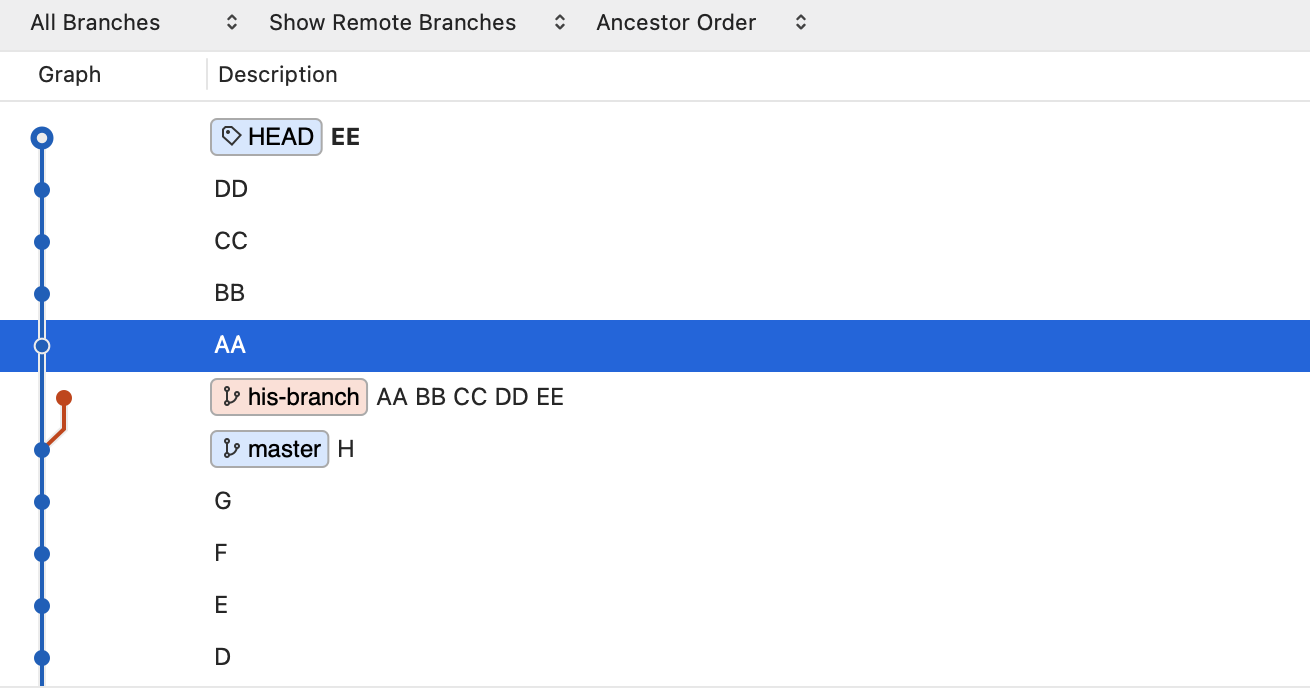 All Branches Show Remote Branches Ancestor Order
Graph Description
HEAD EE
DD
CC
BB
AA
his-branch AA BB CC DD EE
master H
G
F
E
D